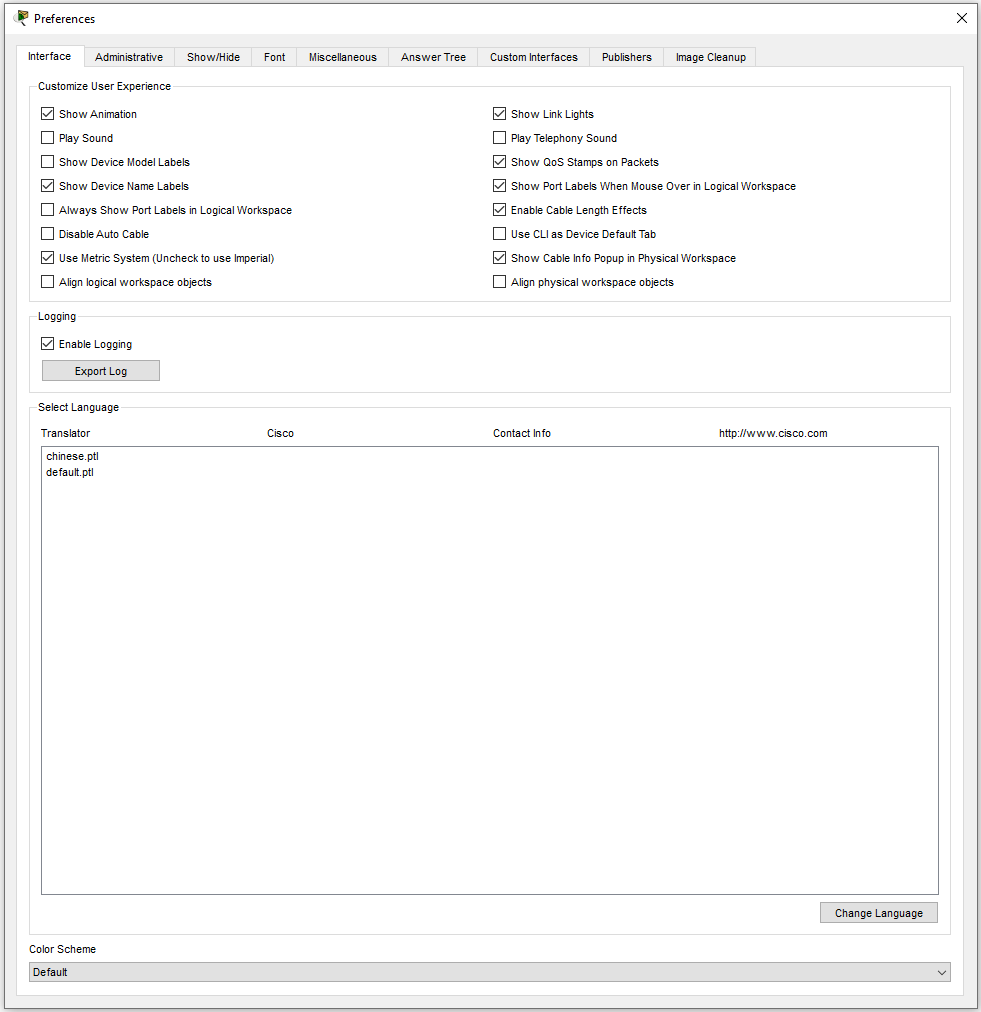 Preferences
Interface Administrative Show/Hide Font Miscellaneous Answer Tree Custom Interfaces Publishers Image Cleanup
Customize User Experience
Show Animation Show Link Lights
Play Sound Play Telephony Sound
Show Device Model Labels Show QoS Stamps on Packets
Show Device Name Labels Show Port Labels When Mouse Over in Logical Workspace
Always Show Port Labels in Logical Workspace Enable Cable Length Effects
Disable Auto Cable Use CLI as Device Default Tab
Use Metric System (Uncheck to use Imperial) Show Cable Info Popup in Physical Workspace
Align logical workspace objects Align physical workspace objects
Logging
Enable Logging
Export Log
Select Language
Translator Cisco Contact Info http://www.cisco.com
chinese.ptl
default.ptl
Change Language
Color Scheme
Default